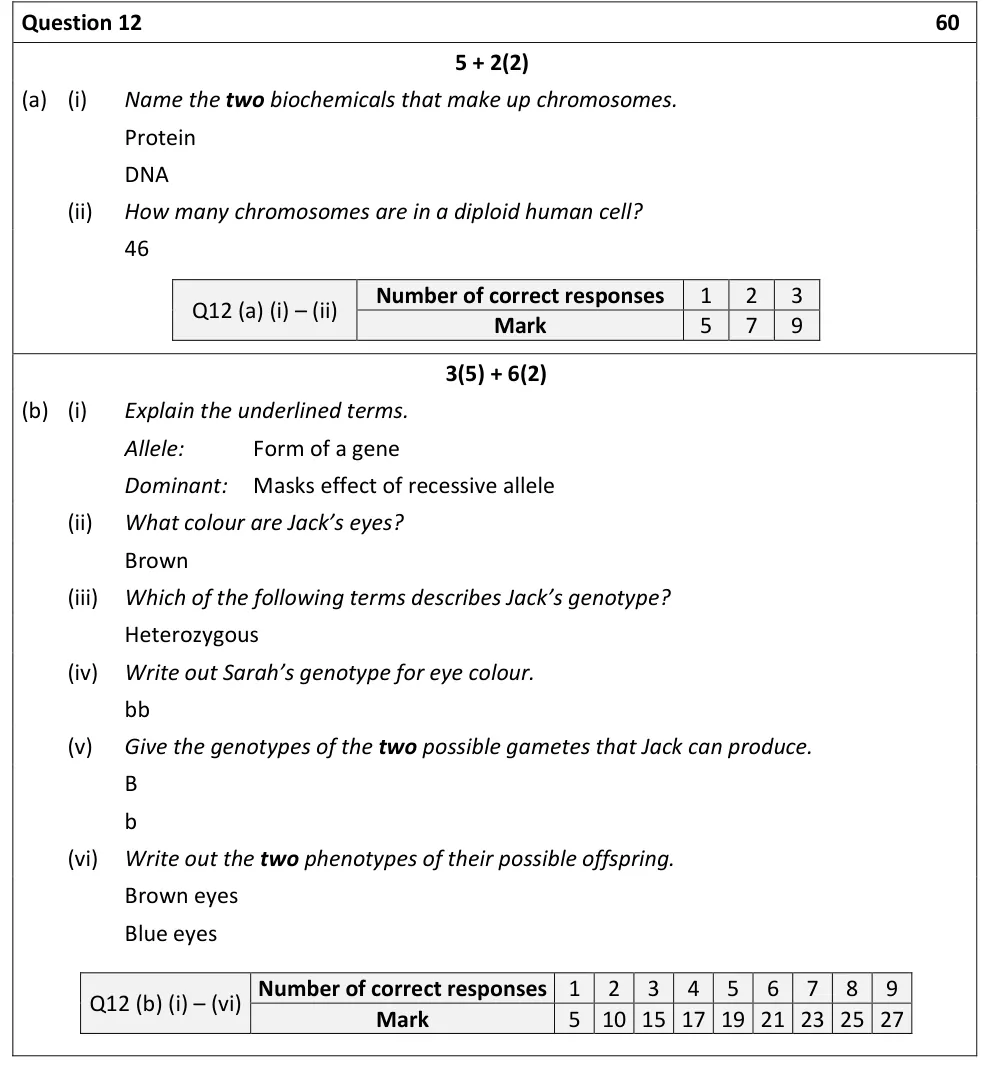 Question 12 60
5 + 2(2)
(a) (i) Name the two biochemicals that make up chromosomes.
Protein
DNA
(ii) How many chromosomes are in a diploid human cell?
46
Q12 (a) (i) – (ii) Number of correct responses 1 2 3
Mark 5 7 9
3(5) + 6(2)
(b) (i) Explain the underlined terms.
Allele: Form of a gene
Dominant: Masks effect of recessive allele
(ii) What colour are Jack’s eyes?
Brown
(iii) Which of the following terms describes Jack’s genotype?
Heterozygous
(iv) Write out Sarah’s genotype for eye colour.
bb
(v) Give the genotypes of the two possible gametes that Jack can produce.
B
b
(vi) Write out the two phenotypes of their possible offspring.
Brown eyes
Blue eyes
Q12 (b) (i) – (vi) Number of correct responses 1 2 3 4 5 6 7 8 9
Mark 5 10 15 17 19 21 23 25 27